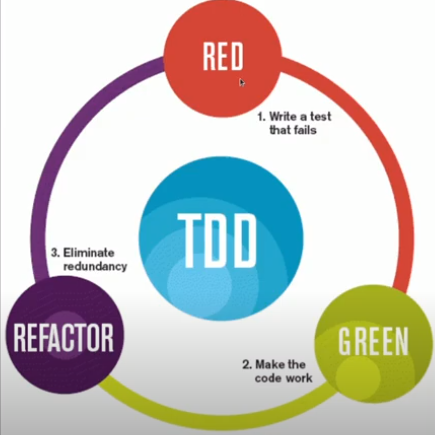 RED
1. Write a test
that fails
TDD
3. Eliminate
redundancy
REFACTOR
GREEN
2. Make the
code work